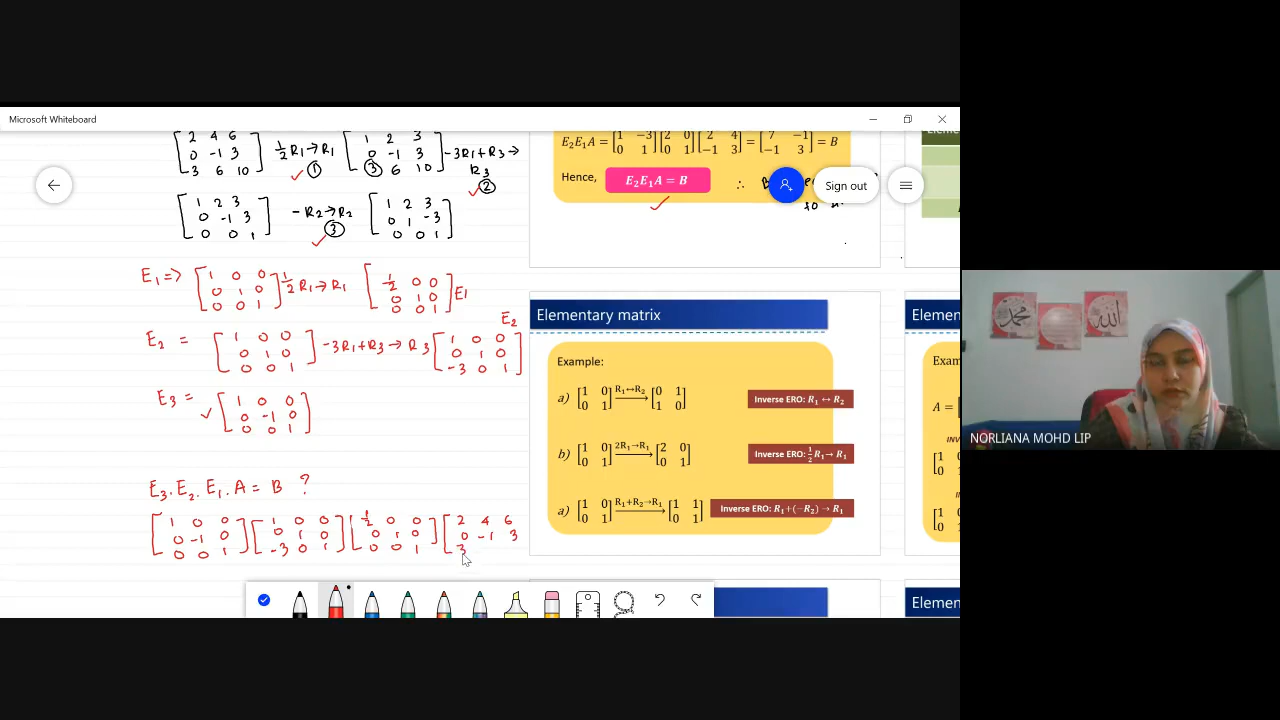 Microsoft Whiteboard
[2 4 6; 0 -1 3; 3 6 10] ½R₁→R₁ ① [1 2 3; 0 -1 3; ③ 6 10] -3R₁+R₃→R₃ ②
[1 2 3; 0 -1 3; 0 0 1] -R₂→R₂ ③ [1 2 3; 0 1 -3; 0 0 1]
E₁ => [1 0 0; 0 1 0; 0 0 1] ½R₁→R₁ [½ 0 0; 0 1 0; 0 0 1] E1
E₂ = [1 0 0; 0 1 0; 0 0 1] -3R₁+R₃→R₃ [1 0 0; 0 1 0; -3 0 1] E₂
E₃ = [1 0 0; 0 -1 0; 0 0 1]
E₃.E₂.E₁.A = B ?
[1 0 0; 0 -1 0; 0 0 1] [1 0 0; 0 1 0; -3 0 1] [½ 0 0; 0 1 0; 0 0 1] [2 4 6; 0 -1 3; 3
E₂E₁A = [1 -3; 0 1] [2 0; 0 1] [2 4; -1 3] = [7 -1; -1 3] = B
Hence, E₂E₁A = B
∴ B
to
Sign out
Elementary matrix
Example:
a) [1 0; 0 1] R₁↔R₂ [0 1; 1 0] Inverse ERO: R₁ ↔ R₂
b) [1 0; 0 1] 2R₁→R₁ [2 0; 0 1] Inverse ERO: ½R₁→ R₁
a) [1 0; 0 1] R₁+R₂→R₁ [1 1; 0 1] Inverse ERO: R₁+(−R₂) → R₁
Elem
Exam
A =
Elem
NORLIANA MOHD LIP